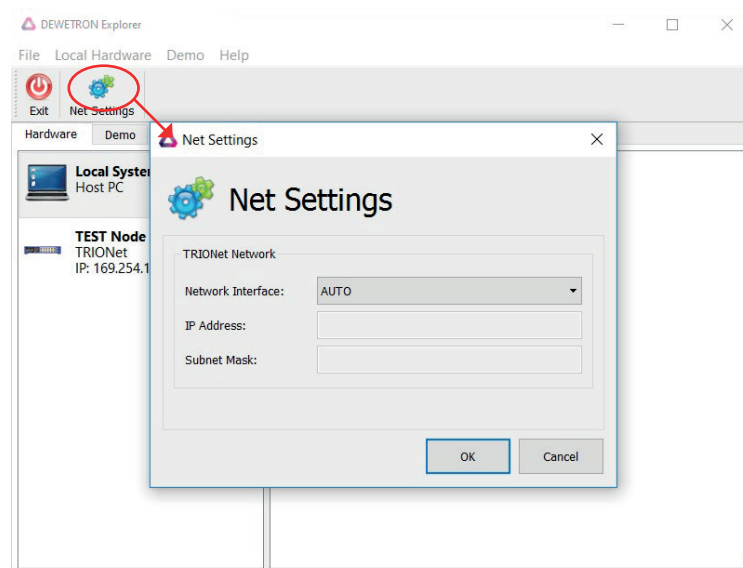 DEWETRON Explorer
File Local Hardware Demo Help
Exit Net Settings
Hardware Demo
Local System
Host PC
TEST Node
TRIONet
IP: 169.254.1
Net Settings
Net Settings
TRIONet Network
Network Interface: AUTO
IP Address:
Subnet Mask:
OK Cancel